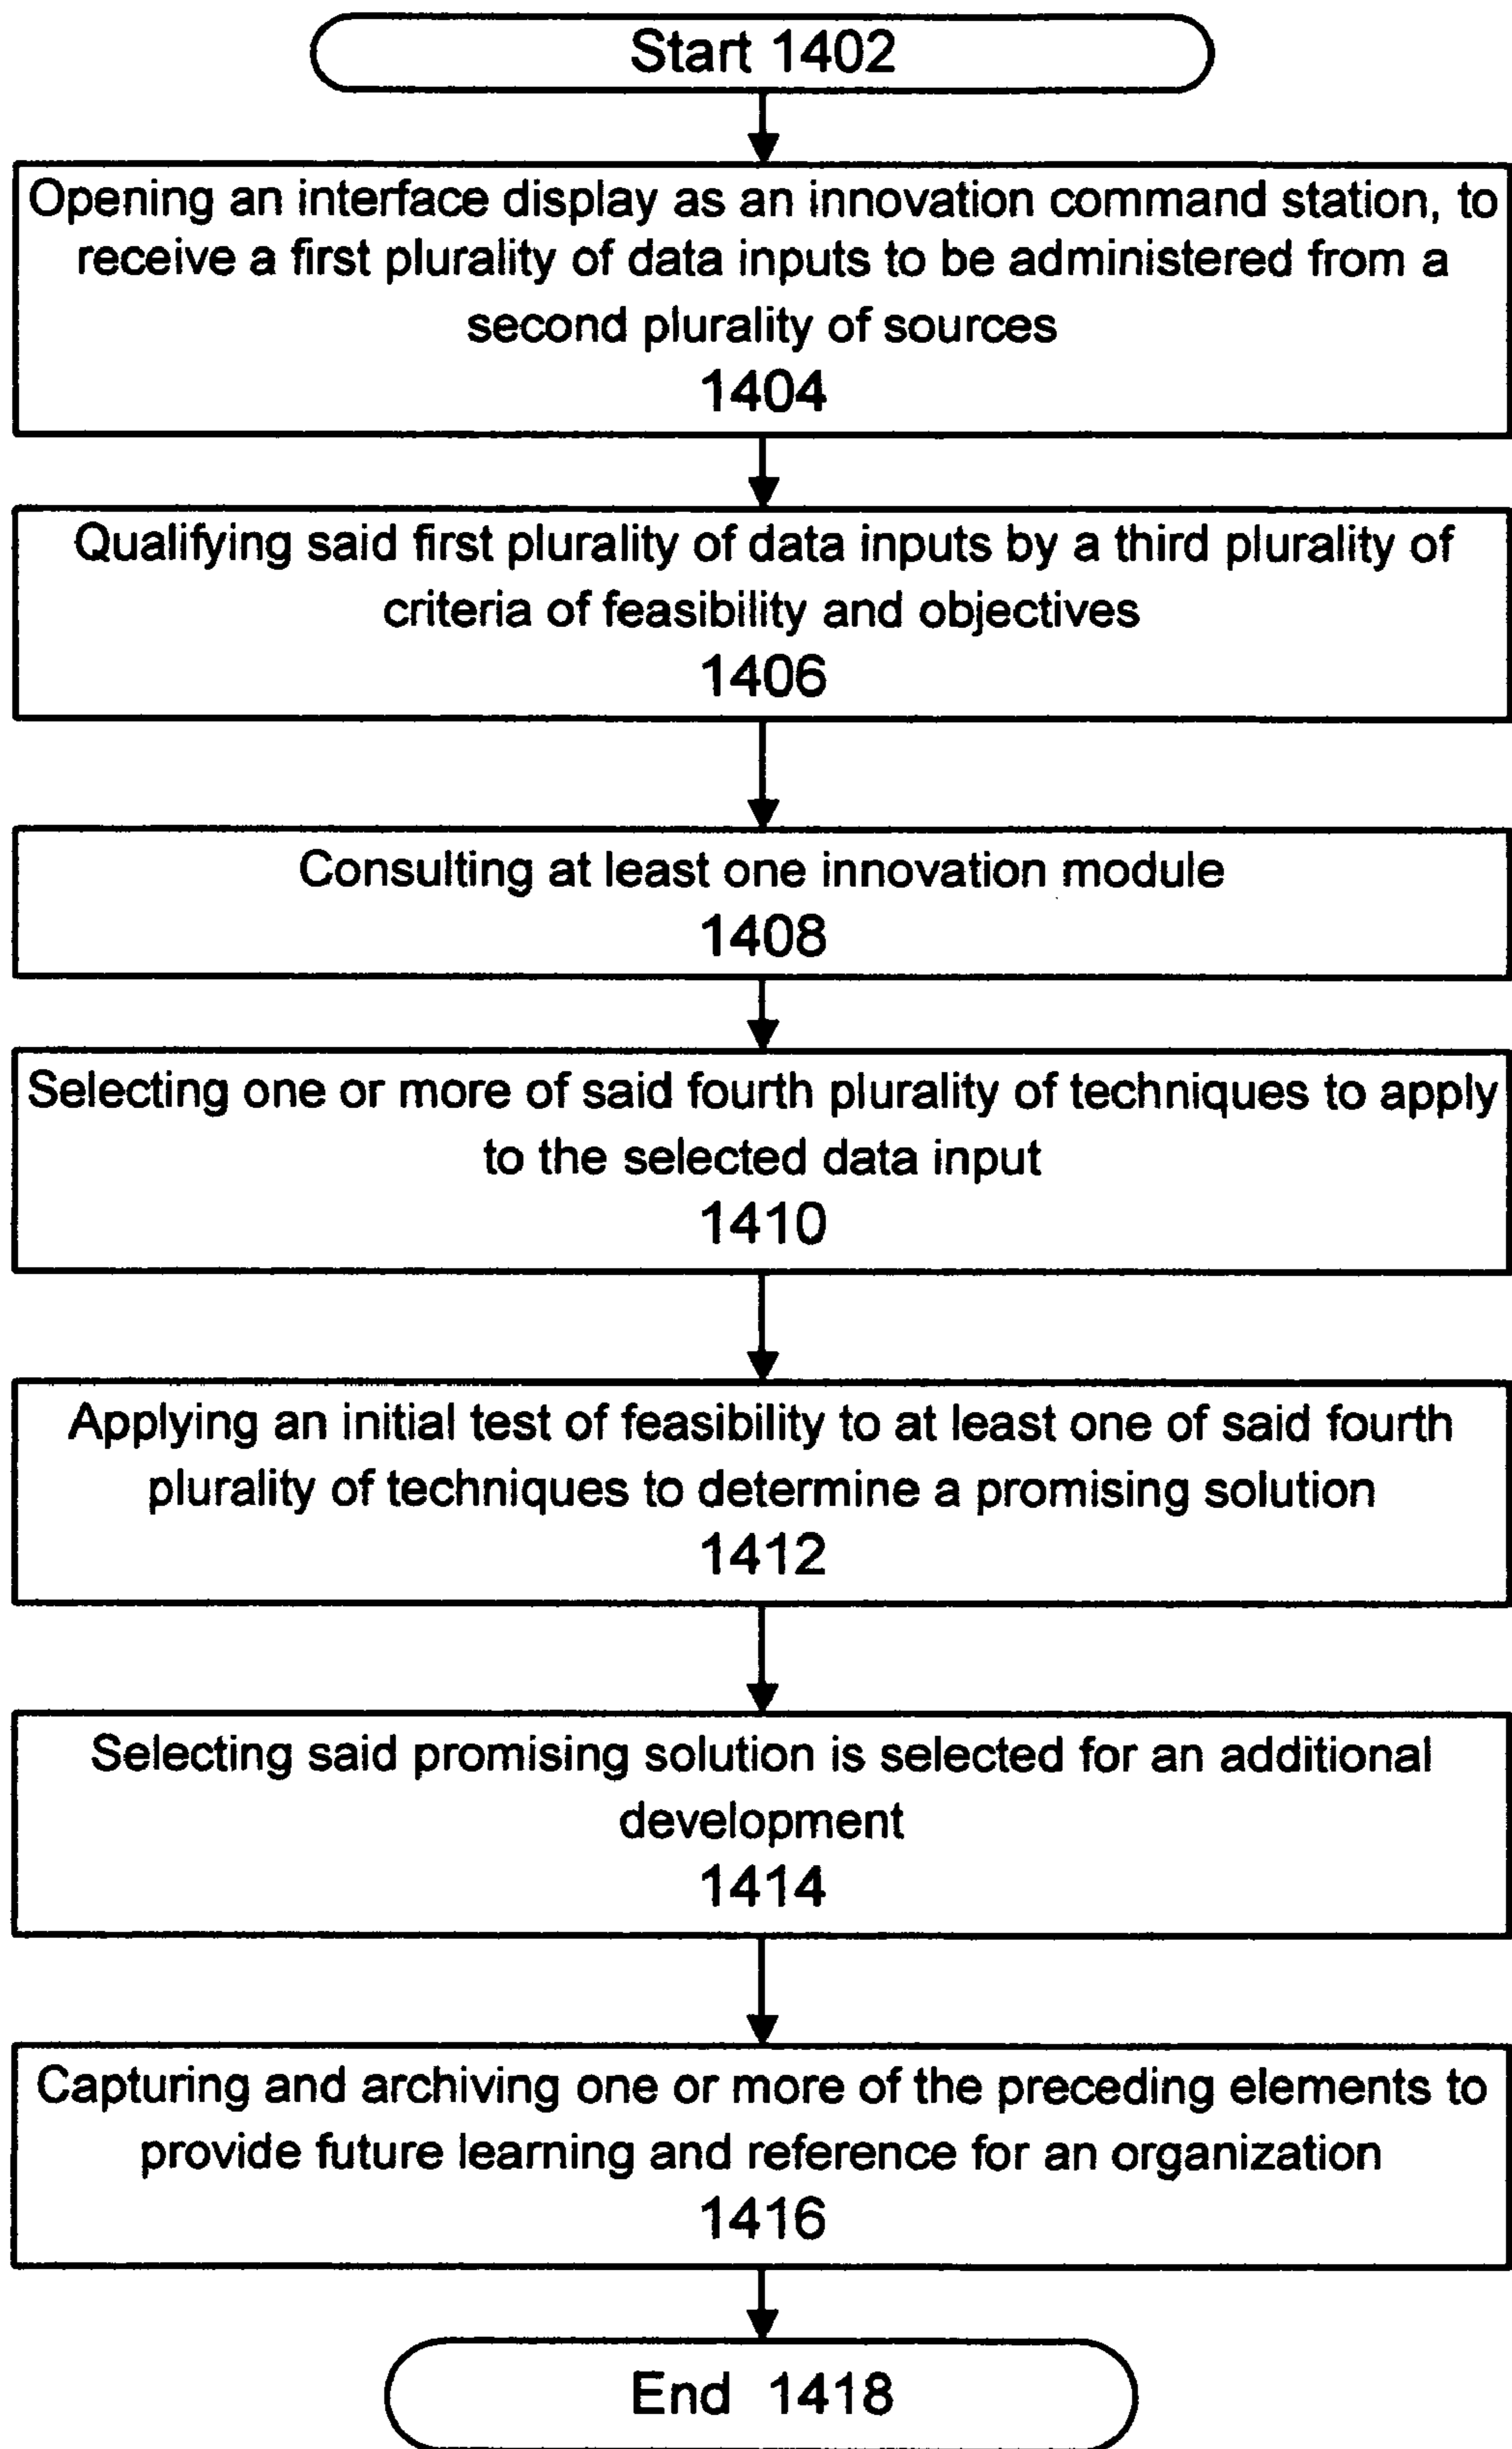 Start 1402
Opening an interface display as an innovation command station, to
receive a first plurality of data inputs to be administered from a
second plurality of sources
1404
Qualifying said first plurality of data inputs by a third plurality of
criteria of feasibility and objectives
1406
Consulting at least one innovation module
1408
Selecting one or more of said fourth plurality of techniques to apply
to the selected data input
1410
Applying an initial test of feasibility to at least one of said fourth
plurality of techniques to determine a promising solution
1412
Selecting said promising solution is selected for an additional
development
1414
Capturing and archiving one or more of the preceding elements to
provide future learning and reference for an organization
1416
End 1418